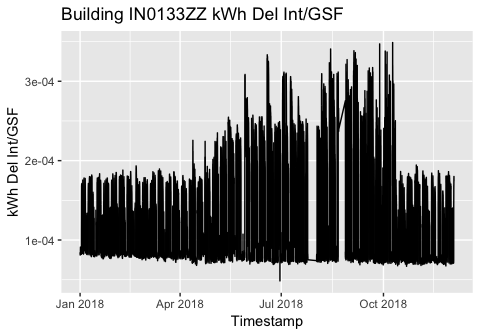 Building IN0133ZZ kWh Del Int/GSF
kWh Del Int/GSF
3e-04
2e-04
1e-04
Jan 2018
Apr 2018
Jul 2018
Oct 2018
Timestamp